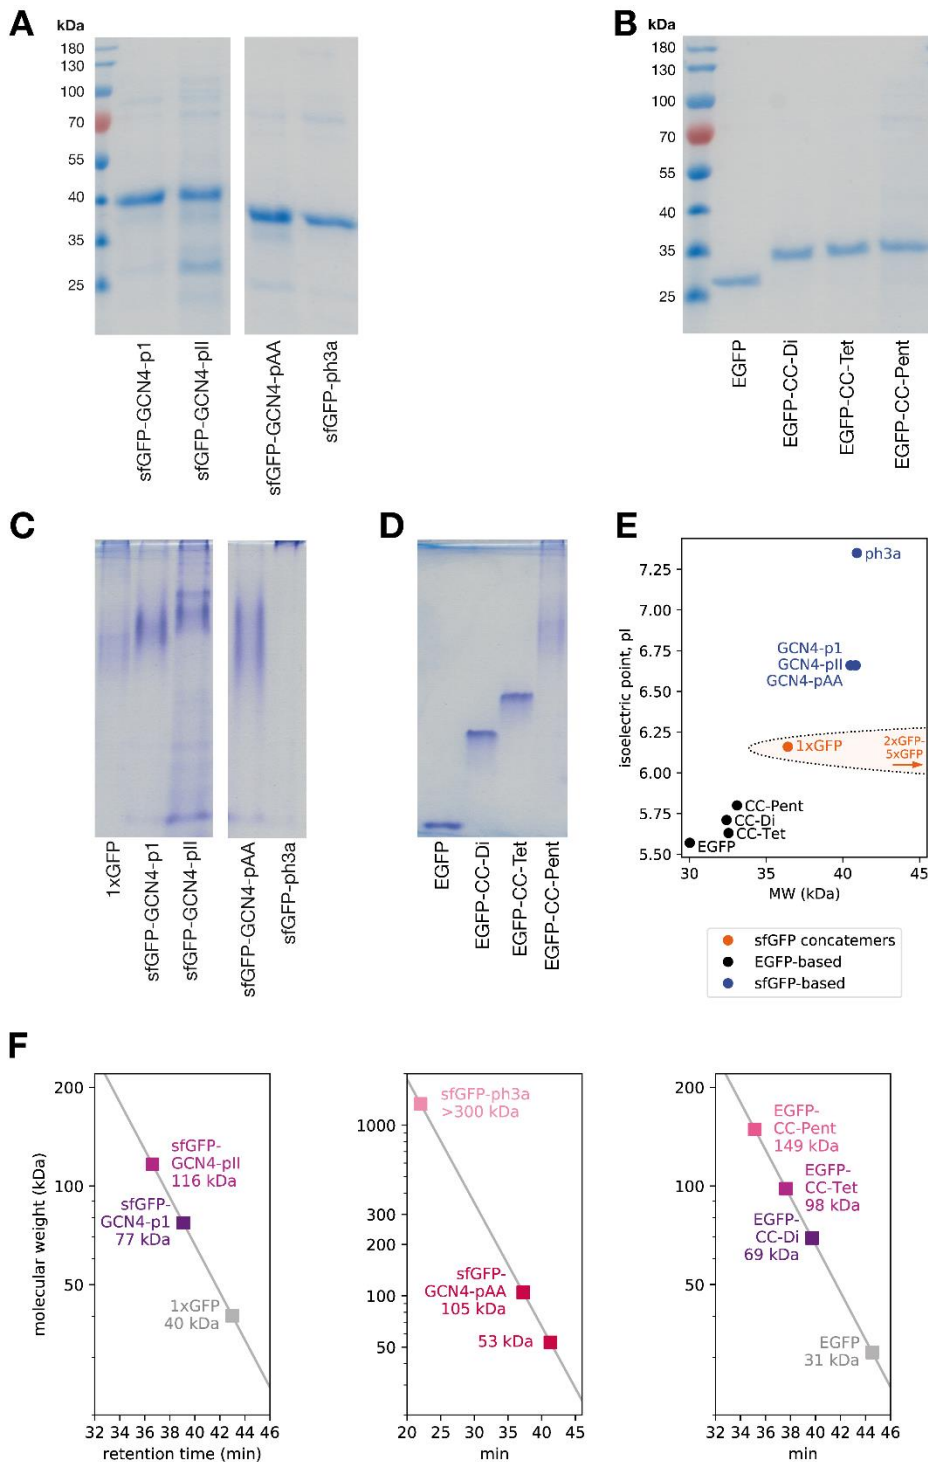 A
kDa
180
130
100
70
55
40
35
25
sfGFP-GCN4-p1
sfGFP-GCN4-pII
sfGFP-GCN4-pAA
sfGFP-ph3a
B
kDa
180
130
100
70
55
40
35
25
EGFP
EGFP-CC-Di
EGFP-CC-Tet
EGFP-CC-Pent
C
1xGFP
sfGFP-GCN4-p1
sfGFP-GCN4-pII
sfGFP-GCN4-pAA
sfGFP-ph3a
D
EGFP
EGFP-CC-Di
EGFP-CC-Tet
EGFP-CC-Pent
E
isoelectric point, pI
7.25
7.00
6.75
6.50
6.25
6.00
5.75
5.50
ph3a
GCN4-p1
GCN4-pII
GCN4-pAA
1xGFP
2xGFP-
5xGFP
CC-Pent
CC-Di
CC-Tet
EGFP
30 35 40 45
MW (kDa)
sfGFP concatemers
EGFP-based
sfGFP-based
F
molecular weight (kDa)
200
100
50
sfGFP-
GCN4-pII
116 kDa
sfGFP-
GCN4-p1
77 kDa
1xGFP
40 kDa
32 34 36 38 40 42 44 46
retention time (min)
1000
300
200
100
50
sfGFP-ph3a
>300 kDa
sfGFP-
GCN4-pAA
105 kDa
53 kDa
20 25 30 35 40 45
min
200
100
50
EGFP-
CC-Pent
149 kDa
EGFP-
CC-Tet
98 kDa
EGFP-
CC-Di
69 kDa
EGFP
31 kDa
32 34 36 38 40 42 44 46
min